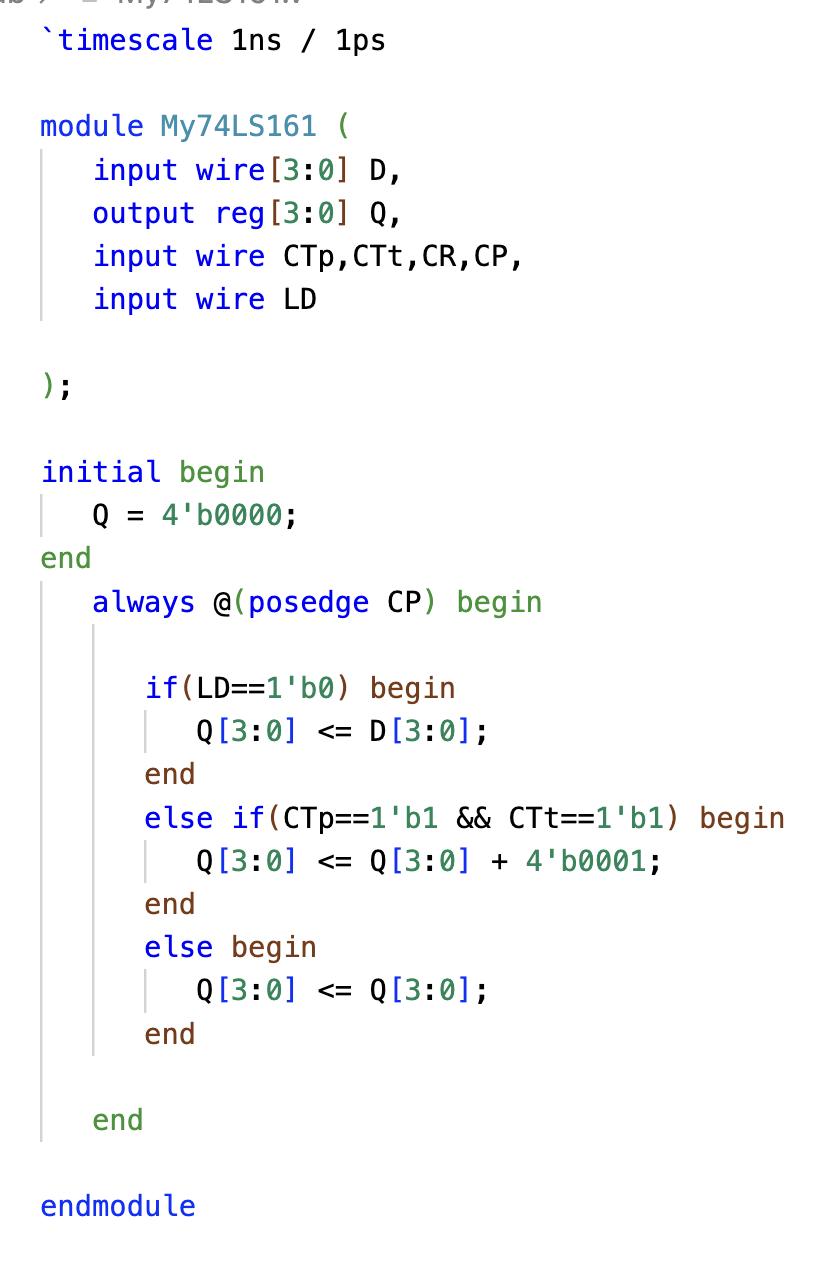 `timescale 1ns / 1ps
module My74LS161 (
input wire[3:0] D,
output reg[3:0] Q,
input wire CTp,CTt,CR,CP,
input wire LD
);
initial begin
Q = 4'b0000;
end
always @(posedge CP) begin
if(LD==1'b0) begin
Q[3:0] <= D[3:0];
end
else if(CTp==1'b1 && CTt==1'b1) begin
Q[3:0] <= Q[3:0] + 4'b0001;
end
else begin
Q[3:0] <= Q[3:0];
end
end
endmodule